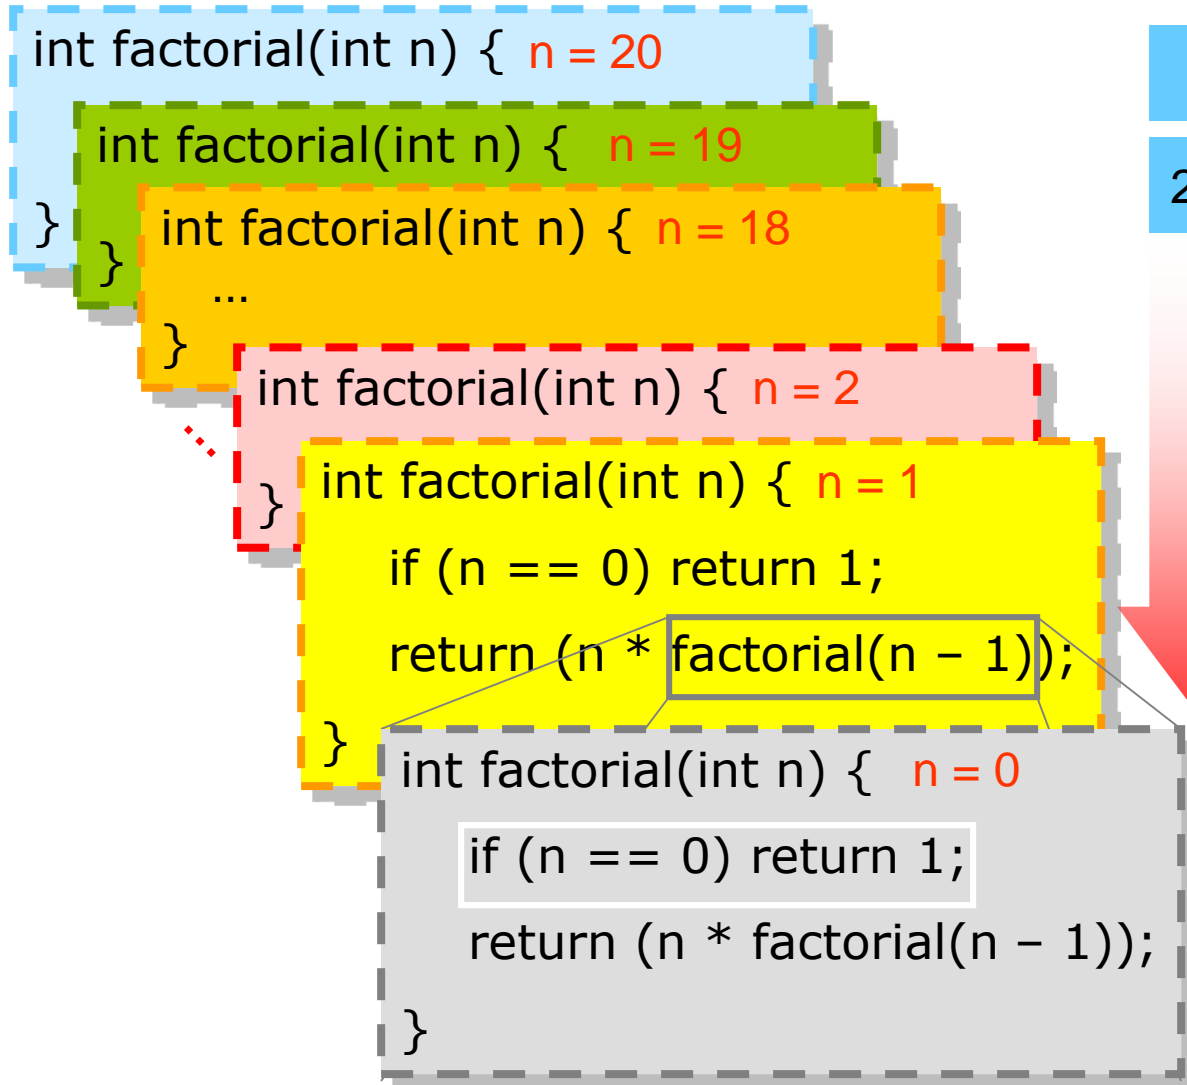 int factorial(int n) { n = 20
}
int factorial(int n) { n = 19
}
int factorial(int n) { n = 18
...
}
int factorial(int n) { n = 2
}
int factorial(int n) { n = 1
if (n == 0) return 1;
return (n * factorial(n – 1));
}
int factorial(int n) { n = 0
if (n == 0) return 1;
return (n * factorial(n – 1));
}